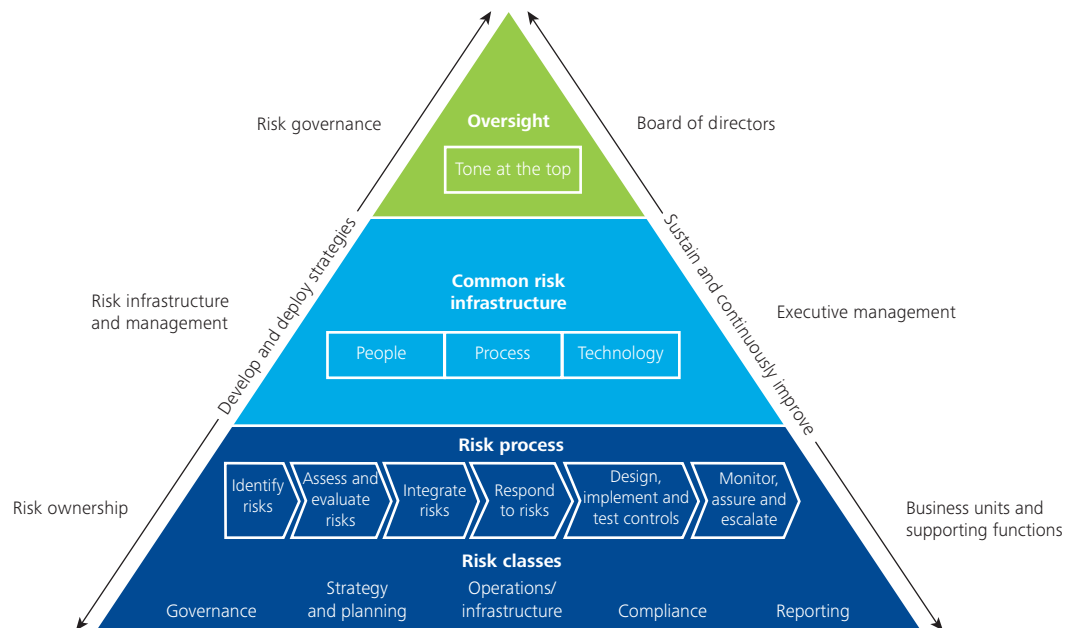 Risk governance
Oversight
Tone at the top
Board of directors
Develop and deploy strategies
Sustain and continuously improve
Risk infrastructure
and management
Common risk
infrastructure
People
Process
Technology
Executive management
Risk ownership
Risk process
Identify
risks
Assess and
evaluate
risks
Integrate
risks
Respond
to risks
Design,
implement and
test controls
Monitor,
assure and
escalate
Business units and
supporting functions
Risk classes
Governance
Strategy
and planning
Operations/
infrastructure
Compliance
Reporting